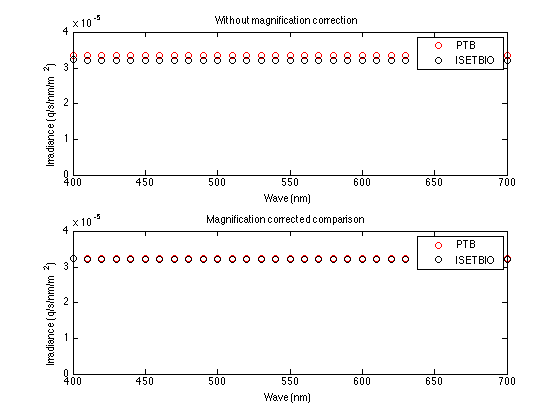 Without magnification correction
x 10^-5
4
3
2
1
0
Irradiance (q/s/nm/m^2)
PTB
ISETBIO
400 450 500 550 600 650 700
Wave (nm)
Magnification corrected comparison
x 10^-5
4
3
2
1
0
Irradiance (q/s/nm/m^2)
PTB
ISETBIO
400 450 500 550 600 650 700
Wave (nm)